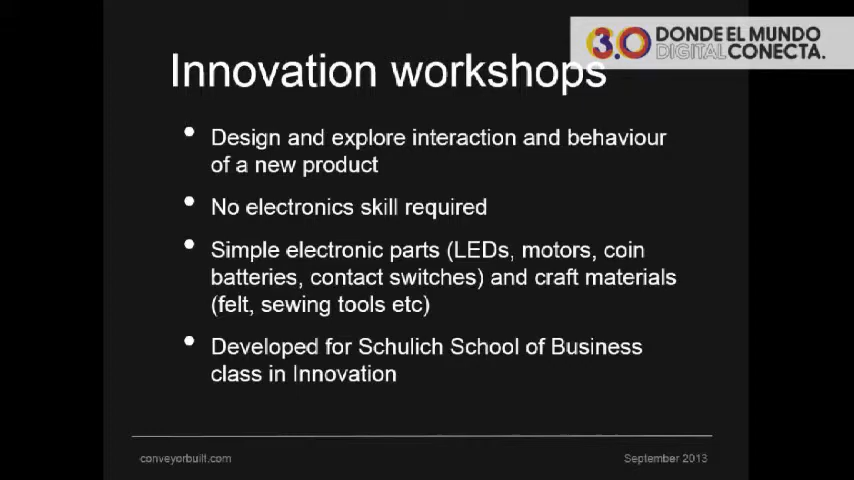 3.0 DONDE EL MUNDO
DIGITAL CONECTA.
Innovation workshops
• Design and explore interaction and behaviour
of a new product
• No electronics skill required
• Simple electronic parts (LEDs, motors, coin
batteries, contact switches) and craft materials
(felt, sewing tools etc)
• Developed for Schulich School of Business
class in Innovation
conveyorbuilt.com
September 2013